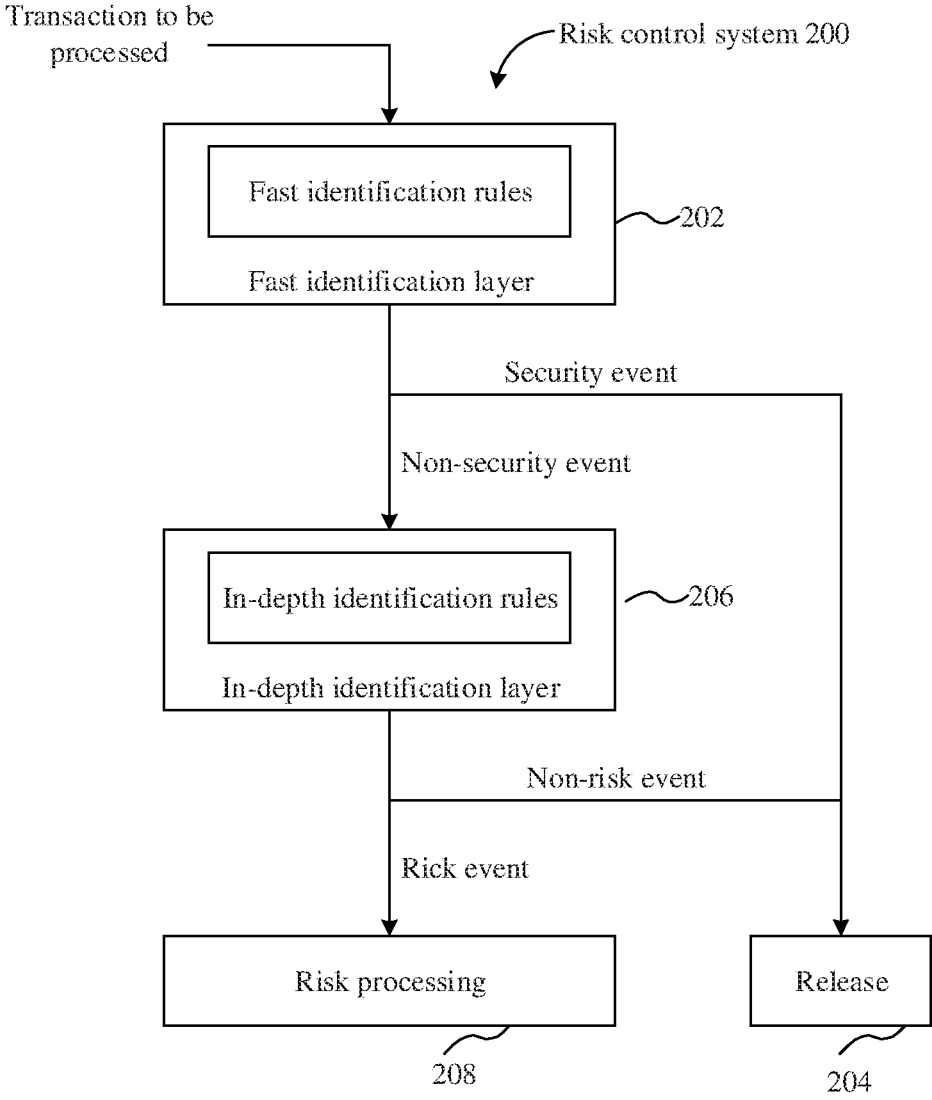 Transaction to be
processed
Risk control system 200
Fast identification rules
202
Fast identification layer
Security event
Non-security event
In-depth identification rules
206
In-depth identification layer
Non-risk event
Rick event
Risk processing
Release
208
204